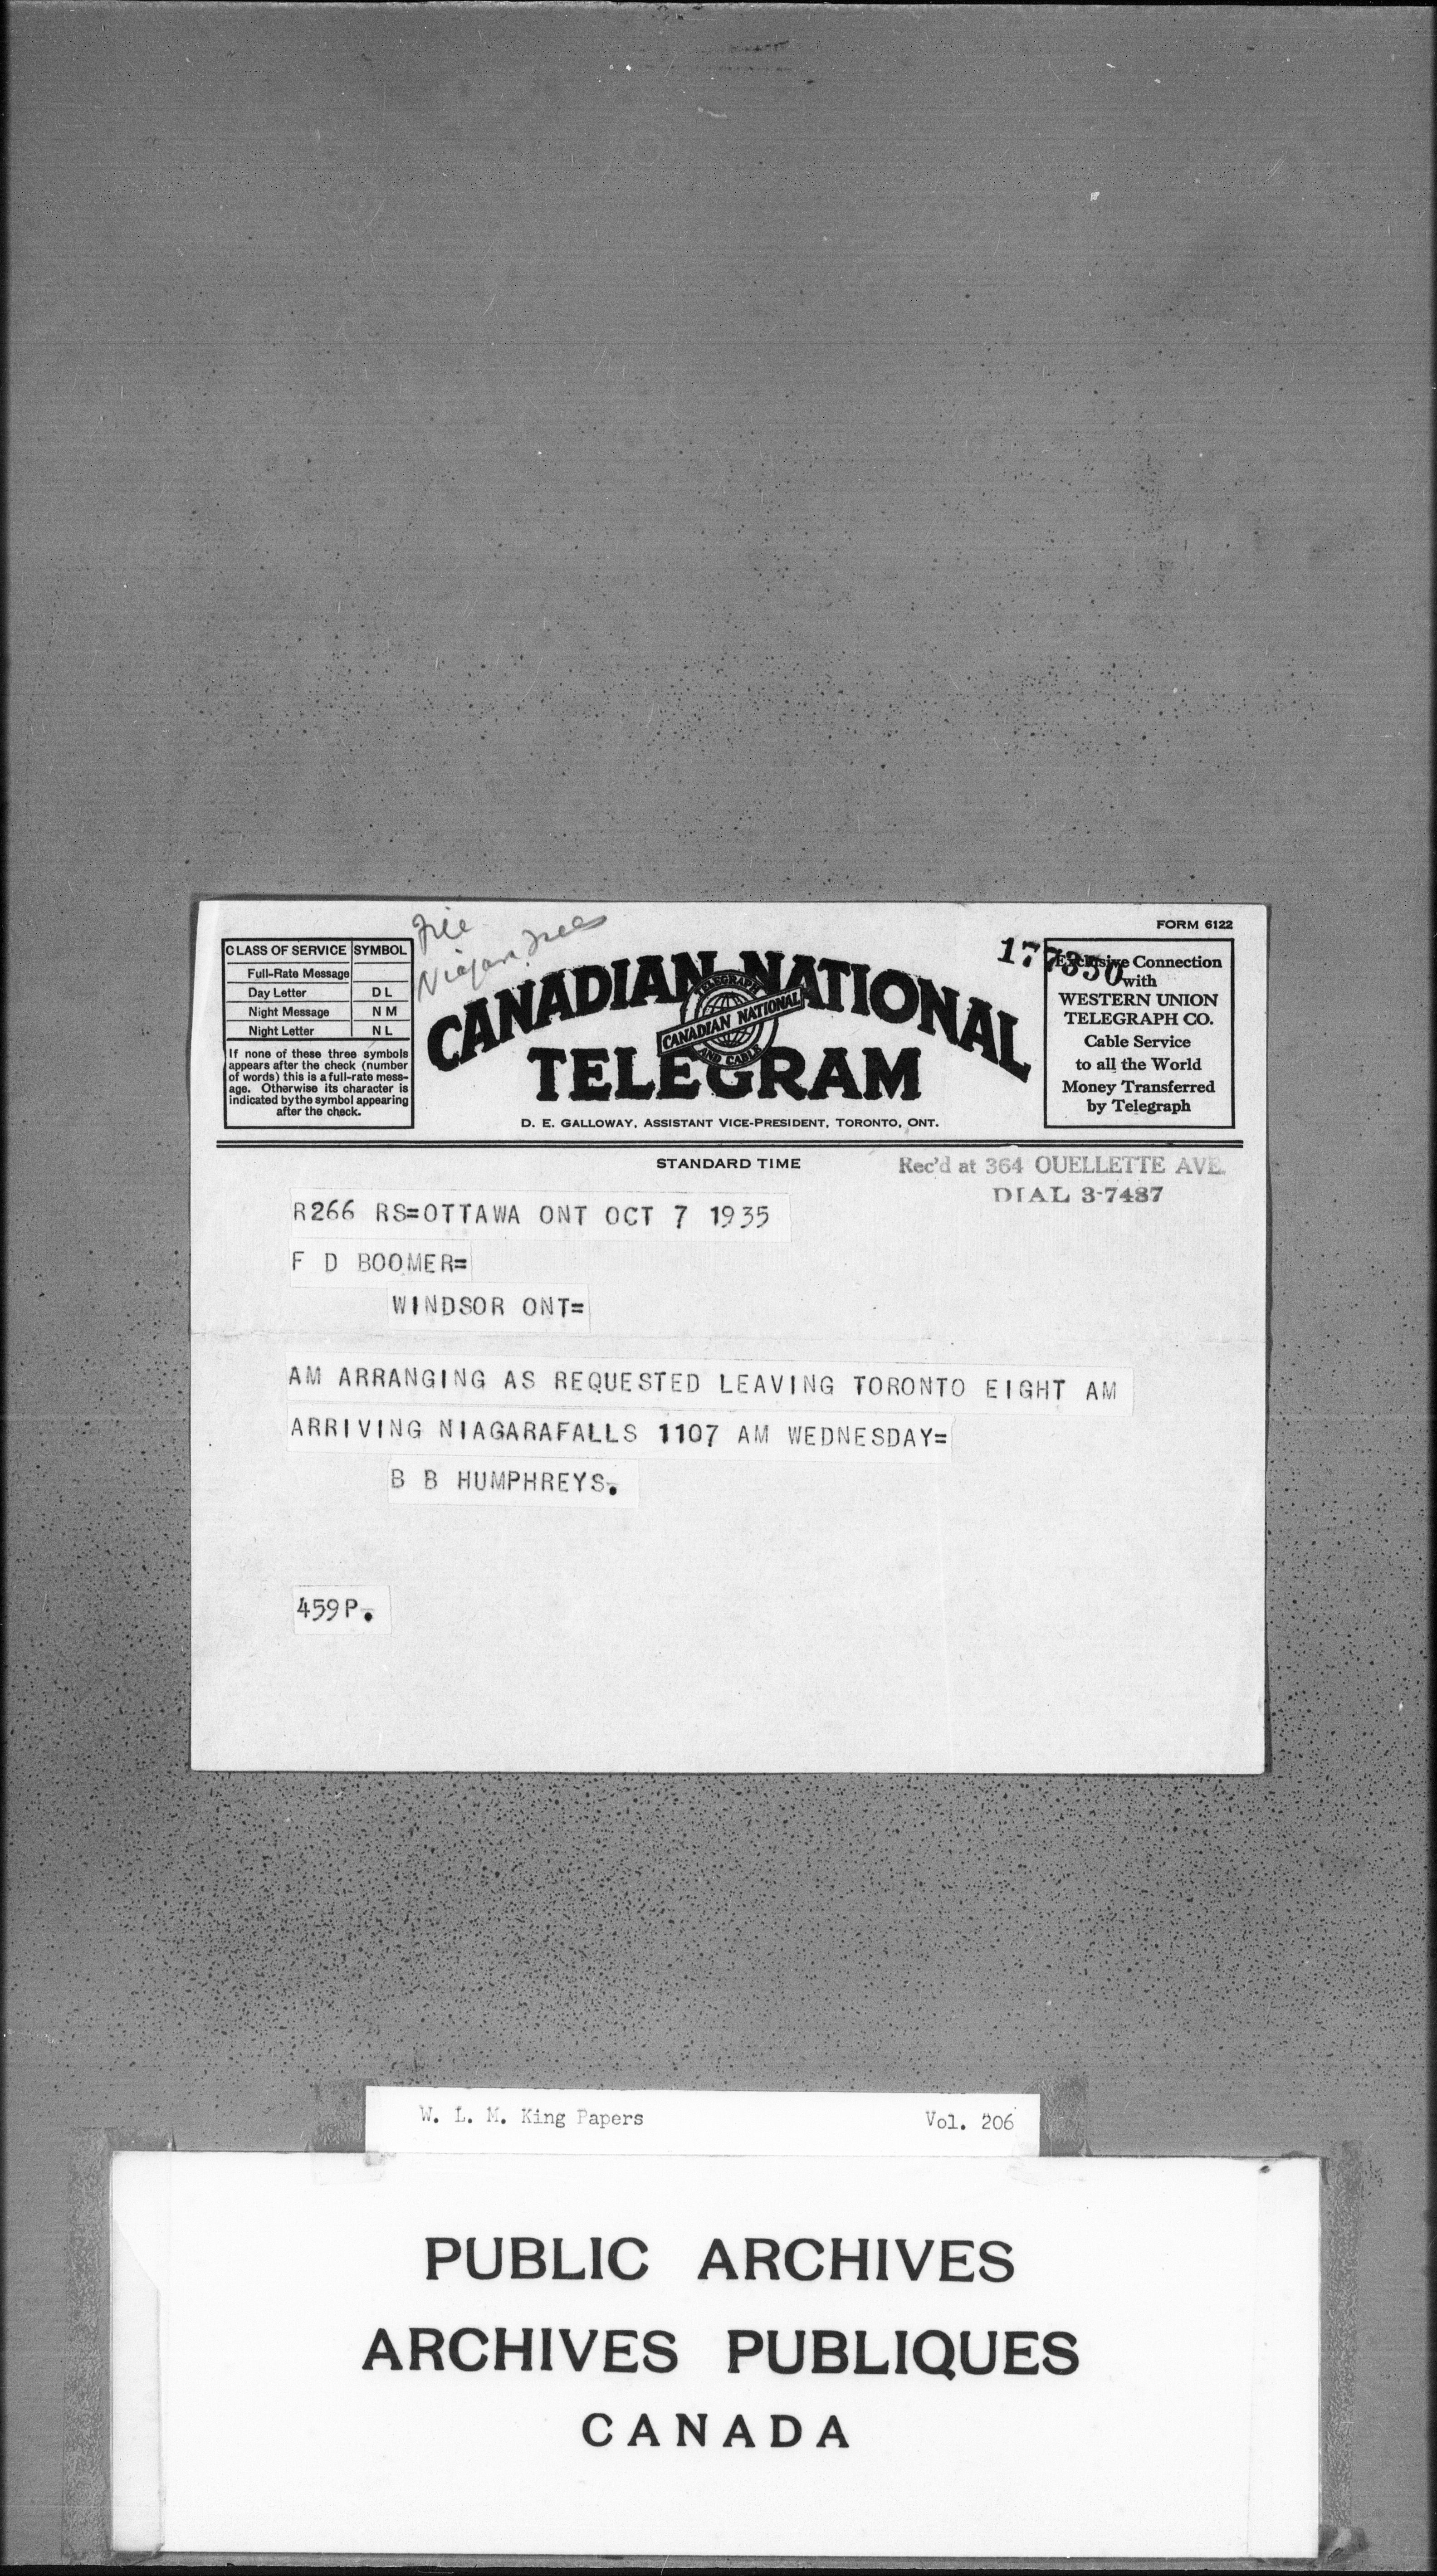 File
Niagara Falls
FORM 6122
177350
CLASS OF SERVICE SYMBOL
Full-Rate Message
Day Letter D L
Night Message N M
Night Letter N L
If none of these three symbols
appears after the check (number
of words) this is a full-rate mess-
age. Otherwise its character is
indicated by the symbol appearing
after the check.
CANADIAN NATIONAL
TELEGRAM
TELEGRAPH
CANADIAN NATIONAL
AND CABLE
D. E. GALLOWAY, ASSISTANT VICE-PRESIDENT, TORONTO, ONT.
Exclusive Connection
with
WESTERN UNION
TELEGRAPH CO.
Cable Service
to all the World
Money Transferred
by Telegraph
STANDARD TIME
Rec'd at 364 OUELLETTE AVE.
DIAL 3-7487
R266 RS=OTTAWA ONT OCT 7 1935
F D BOOMER=
WINDSOR ONT=
AM ARRANGING AS REQUESTED LEAVING TORONTO EIGHT AM
ARRIVING NIAGARAFALLS 1107 AM WEDNESDAY=
B B HUMPHREYS.
459P.
W. L. M. King Papers Vol. 206
PUBLIC ARCHIVES
ARCHIVES PUBLIQUES
CANADA